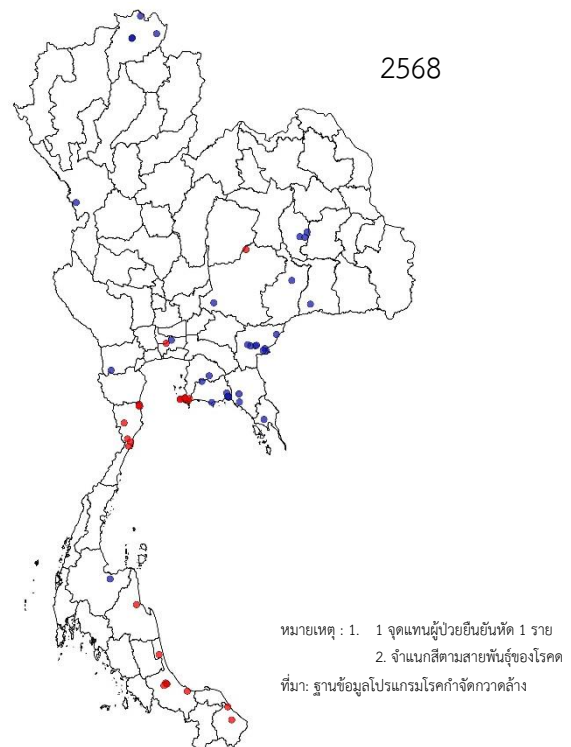 2568
หมายเหตุ : 1. 1 จุดแทนผู้ป่วยยืนยันหัด 1 ราย
2. จำแนกสีตามสายพันธุ์ของโรคด
ที่มา: ฐานข้อมูลโปรแกรมโรคกำจัดกวาดล้าง